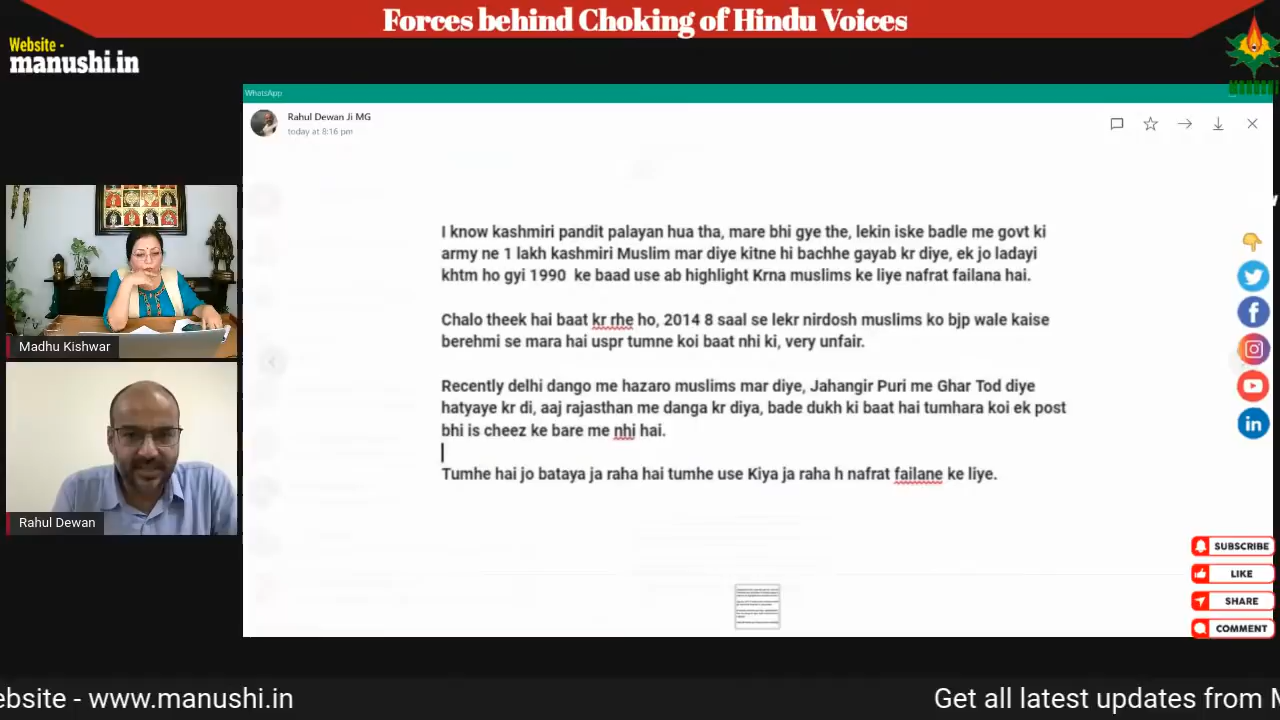 Forces behind Choking of Hindu Voices
Website -
manushi.in
WhatsApp
Rahul Dewan Ji MG
today at 8:16 pm
I know kashmiri pandit palayan hua tha, mare bhi gye the, lekin iske badle me govt ki
army ne 1 lakh kashmiri Muslim mar diye kitne hi bachhe gayab kr diye, ek jo ladayi
khtm ho gyi 1990 ke baad use ab highlight Krna muslims ke liye nafrat failana hai.
Chalo theek hai baat kr rhe ho, 2014 8 saal se lekr nirdosh muslims ko bjp wale kaise
berehmi se mara hai uspr tumne koi baat nhi ki, very unfair.
Recently delhi dango me hazaro muslims mar diye, Jahangir Puri me Ghar Tod diye
hatyaye kr di, aaj rajasthan me danga kr diya, bade dukh ki baat hai tumhara koi ek post
bhi is cheez ke bare me nhi hai.
Tumhe hai jo bataya ja raha hai tumhe use Kiya ja raha h nafrat failane ke liye.
Madhu Kishwar
Rahul Dewan
SUBSCRIBE
LIKE
SHARE
COMMENT
ebsite - www.manushi.in
Get all latest updates from M